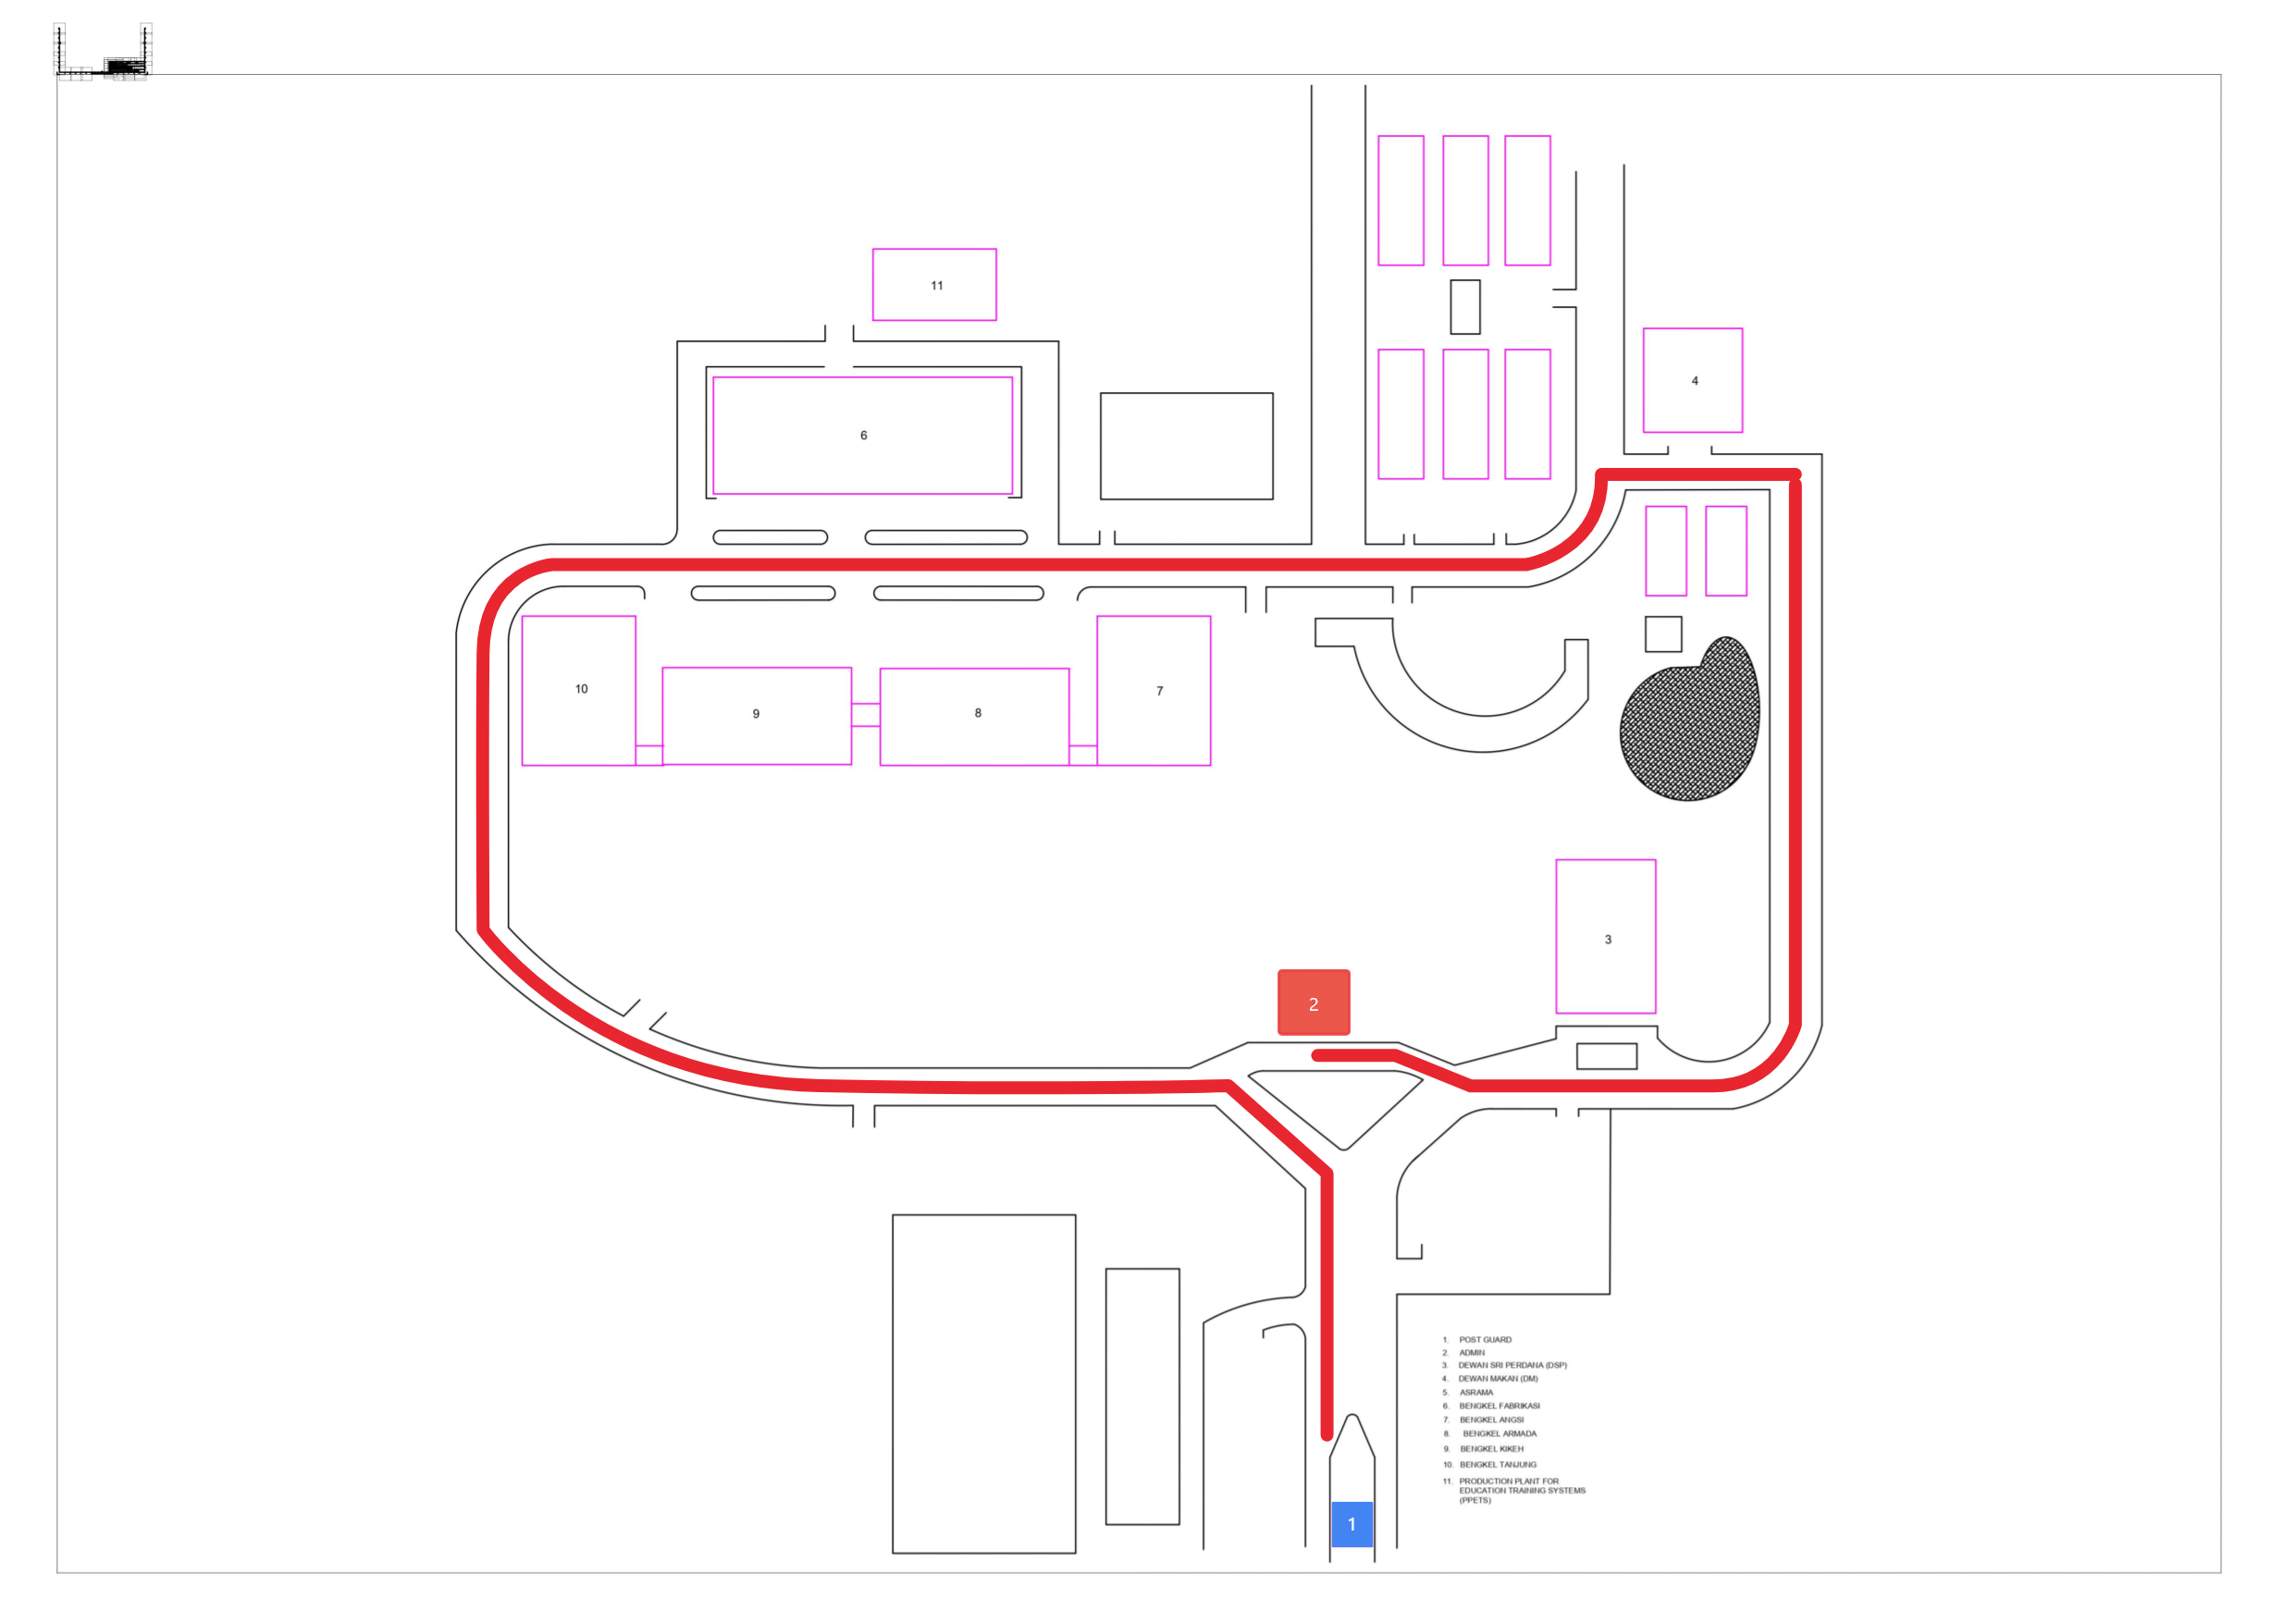 11
4
6
10
9
8
7
3
2
1. POST GUARD
2. ADMIN
3. DEWAN SRI PERDANA (DSP)
4. DEWAN MAKAN (DM)
5. ASRAMA
6. BENGKEL FABRIKASI
7. BENGKEL ANGSI
8. BENGKEL ARMADA
9. BENGKEL KIKEH
10. BENGKEL TANJUNG
11. PRODUCTION PLANT FOR
EDUCATION TRAINING SYSTEMS
(PPETS)
1